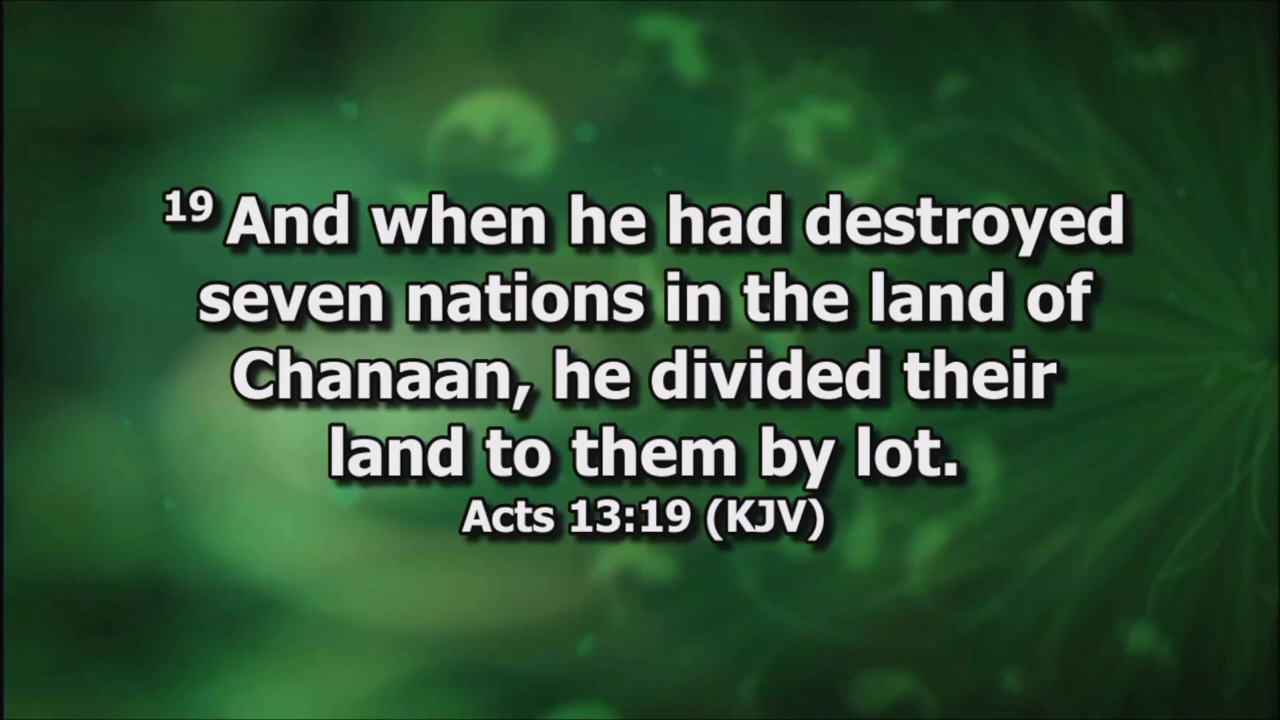 19 And when he had destroyed
seven nations in the land of
Chanaan, he divided their
land to them by lot.
Acts 13:19 (KJV)